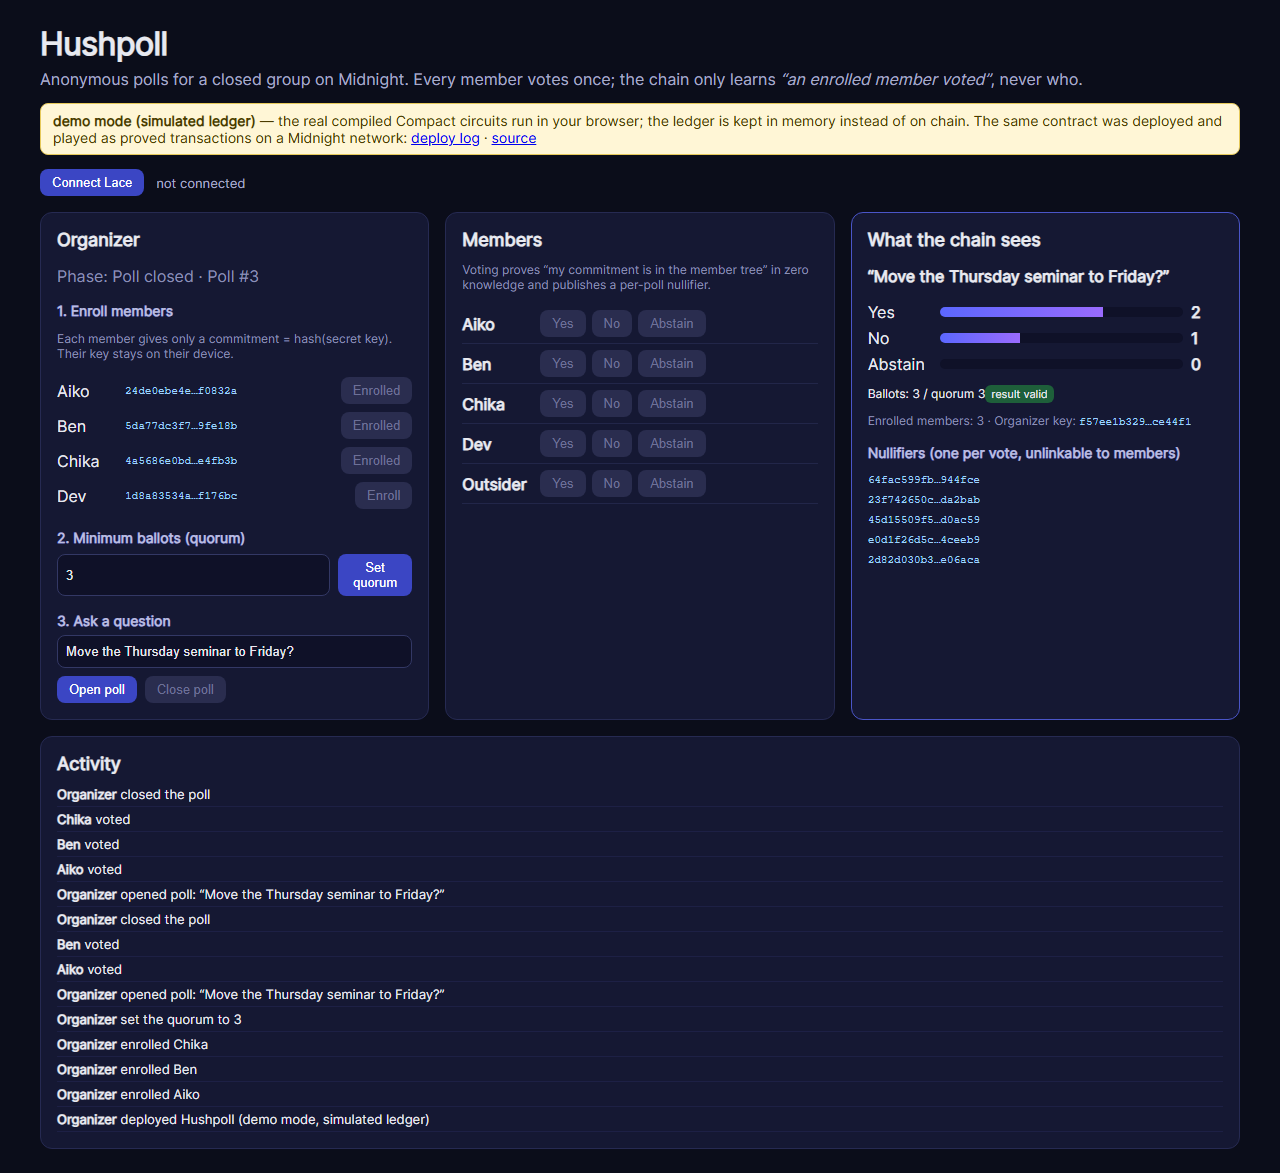 Hushpoll
Anonymous polls for a closed group on Midnight. Every member votes once; the chain only learns “an enrolled member voted”, never who.
demo mode (simulated ledger) — the real compiled Compact circuits run in your browser; the ledger is kept in memory instead of on chain. The same contract was deployed and
played as proved transactions on a Midnight network: deploy log · source
Connect Lace not connected
Organizer
Phase: Poll closed · Poll #3
1. Enroll members
Each member gives only a commitment = hash(secret key).
Their key stays on their device.
Aiko 24de0ebe4e…f0832a Enrolled
Ben 5da77dc3f7…9fe18b Enrolled
Chika 4a5686e0bd…e4fb3b Enrolled
Dev 1d8a83534a…f176bc Enroll
2. Minimum ballots (quorum)
3
Set
quorum
3. Ask a question
Move the Thursday seminar to Friday?
Open poll Close poll
Members
Voting proves “my commitment is in the member tree” in zero
knowledge and publishes a per-poll nullifier.
Aiko Yes No Abstain
Ben Yes No Abstain
Chika Yes No Abstain
Dev Yes No Abstain
Outsider Yes No Abstain
What the chain sees
“Move the Thursday seminar to Friday?”
Yes 2
No 1
Abstain 0
Ballots: 3 / quorum 3 result valid
Enrolled members: 3 · Organizer key: f57ee1b329…ce44f1
Nullifiers (one per vote, unlinkable to members)
64fac599fb…944fce
23f742650c…da2bab
45d15509f5…d0ac59
e0d1f26d5c…4ceeb9
2d82d030b3…e06aca
Activity
Organizer closed the poll
Chika voted
Ben voted
Aiko voted
Organizer opened poll: “Move the Thursday seminar to Friday?”
Organizer closed the poll
Ben voted
Aiko voted
Organizer opened poll: “Move the Thursday seminar to Friday?”
Organizer set the quorum to 3
Organizer enrolled Chika
Organizer enrolled Ben
Organizer enrolled Aiko
Organizer deployed Hushpoll (demo mode, simulated ledger)